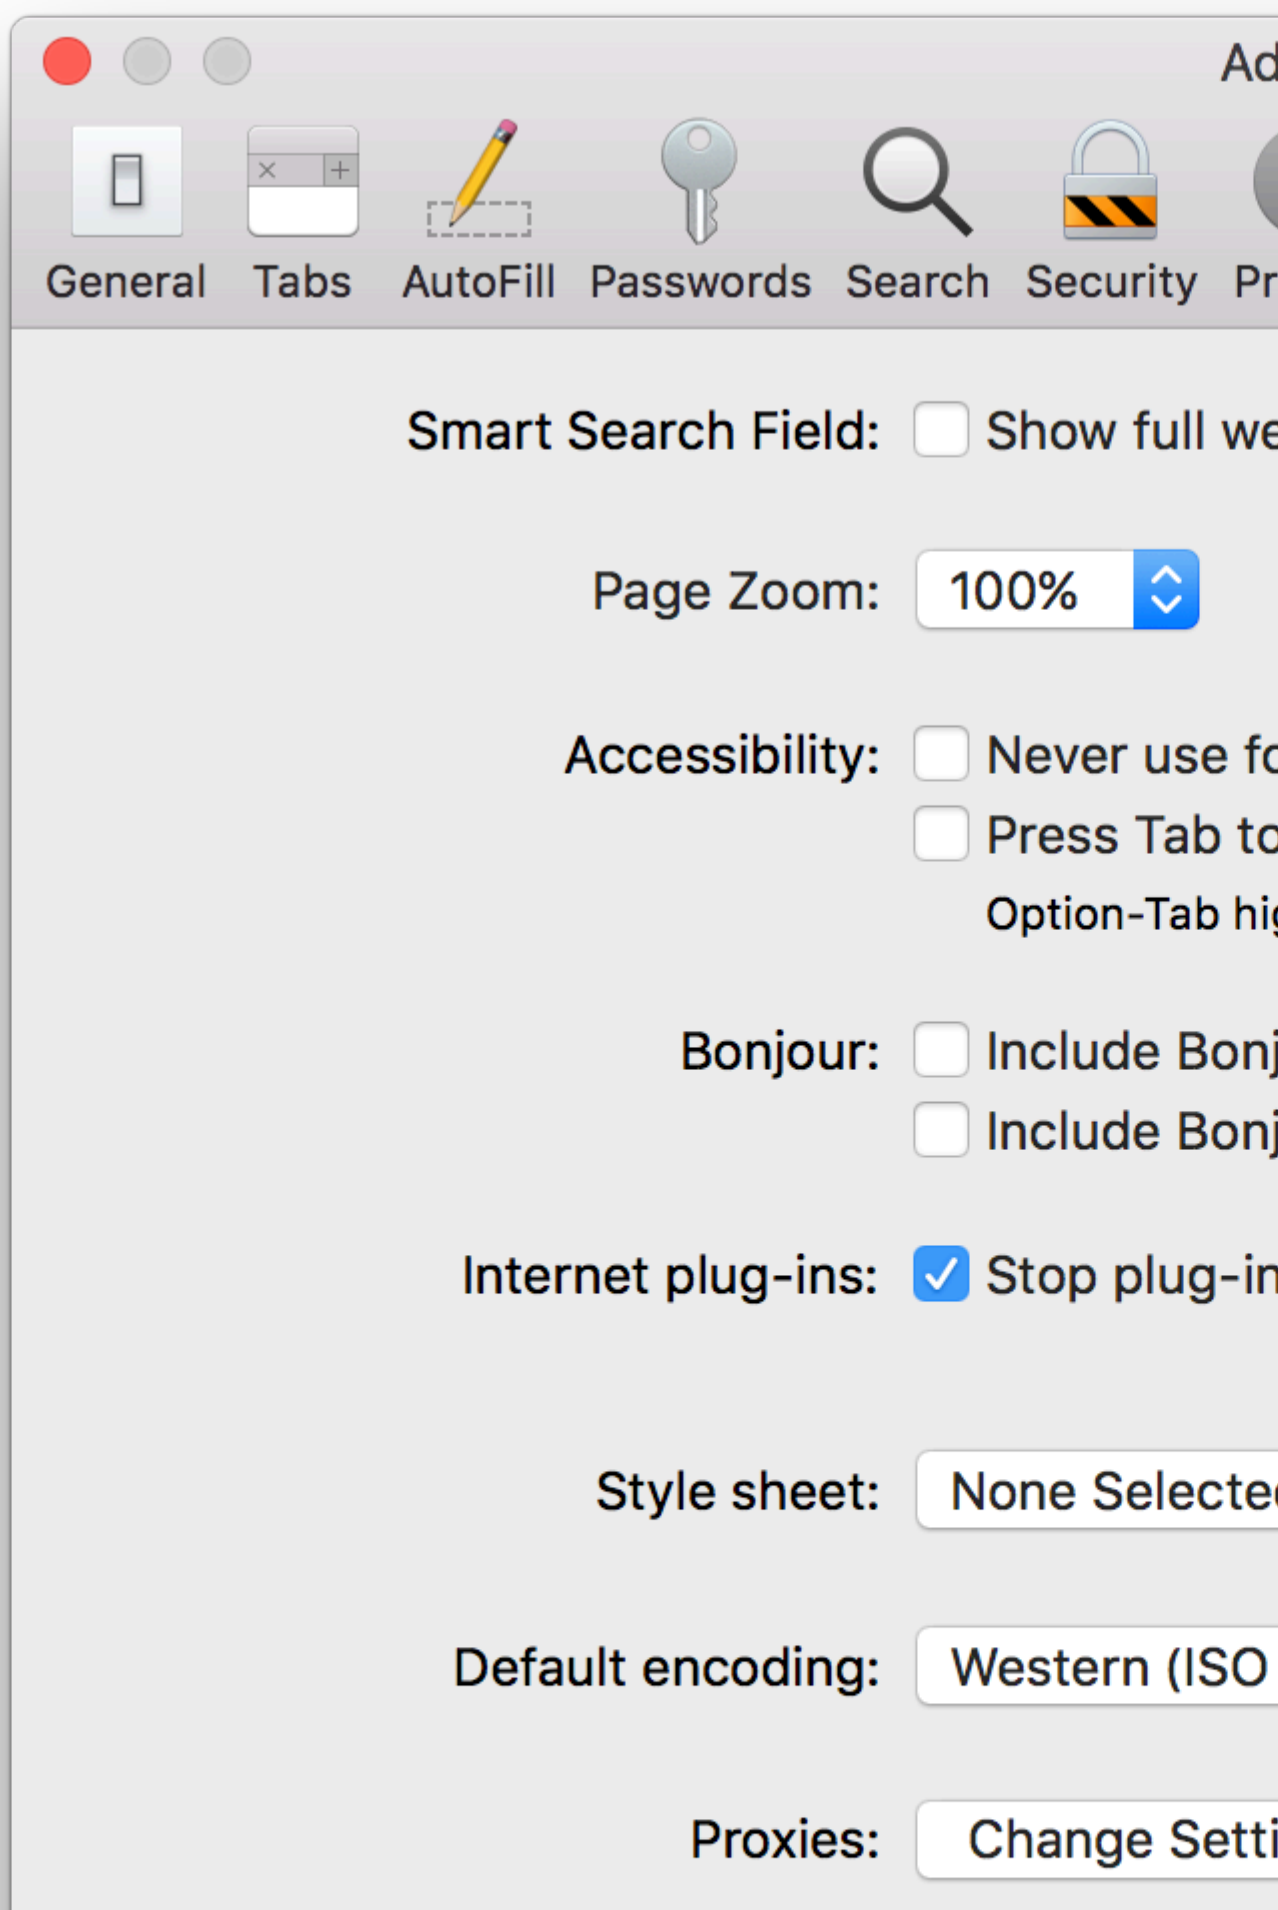 Ad
General Tabs AutoFill Passwords Search Security Pr
Smart Search Field: Show full we
Page Zoom: 100%
Accessibility: Never use fo
Press Tab to
Option-Tab hig
Bonjour: Include Bonj
Include Bonj
Internet plug-ins: Stop plug-in
Style sheet: None Selected
Default encoding: Western (ISO
Proxies: Change Setti